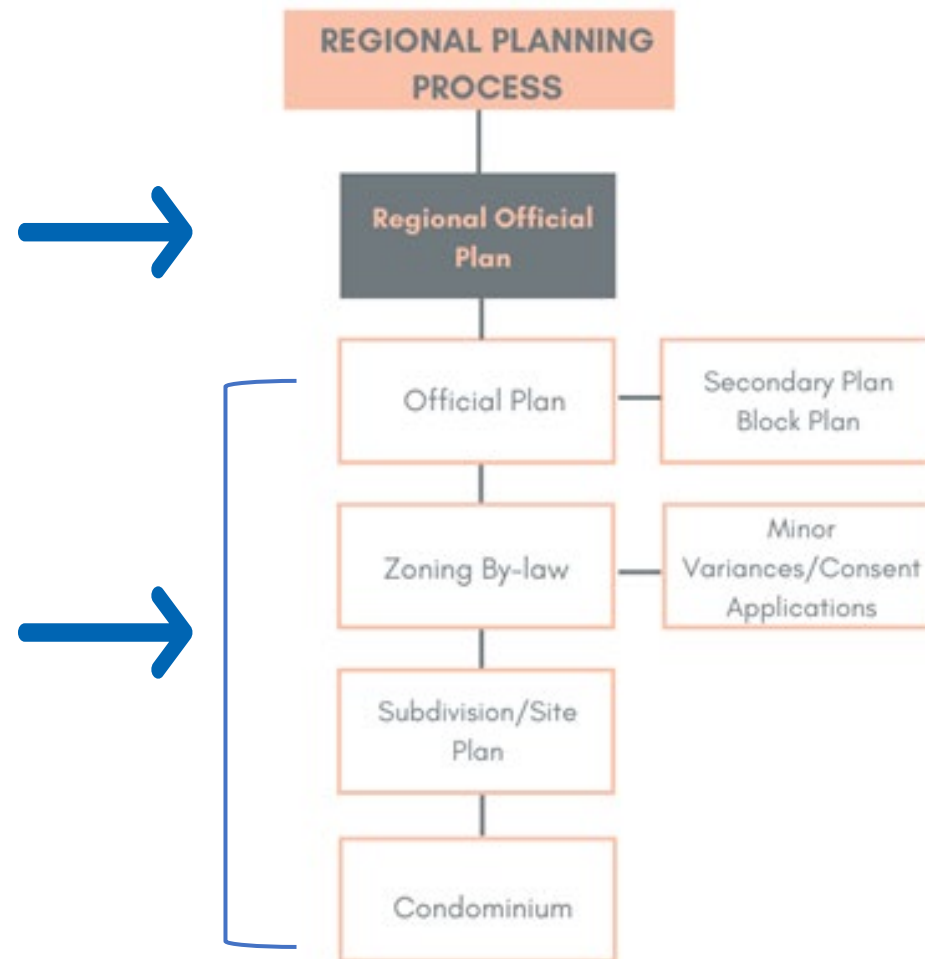 REGIONAL PLANNING
PROCESS
Regional Official
Plan
Official Plan
Secondary Plan
Block Plan
Zoning By-law
Minor
Variances/Consent
Applications
Subdivision/Site
Plan
Condominium